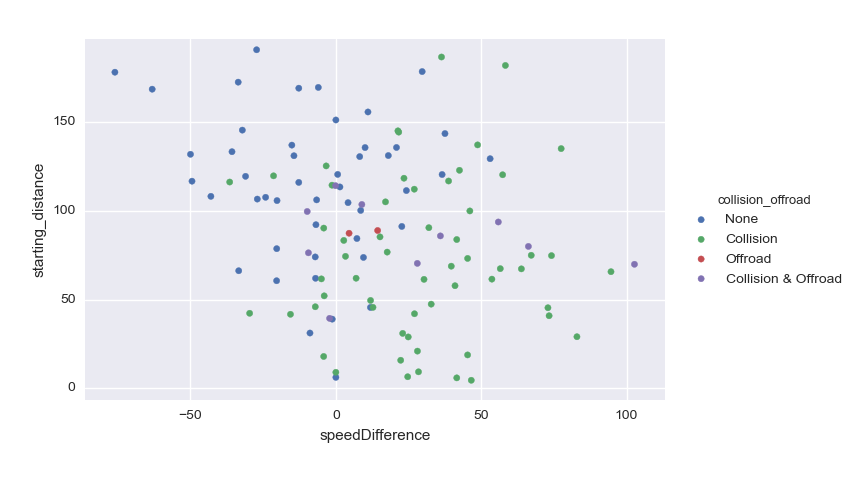 150
100
50
0
−50
0
50
100
speedDifference
starting_distance
collision_offroad
None
Collision
Offroad
Collision & Offroad